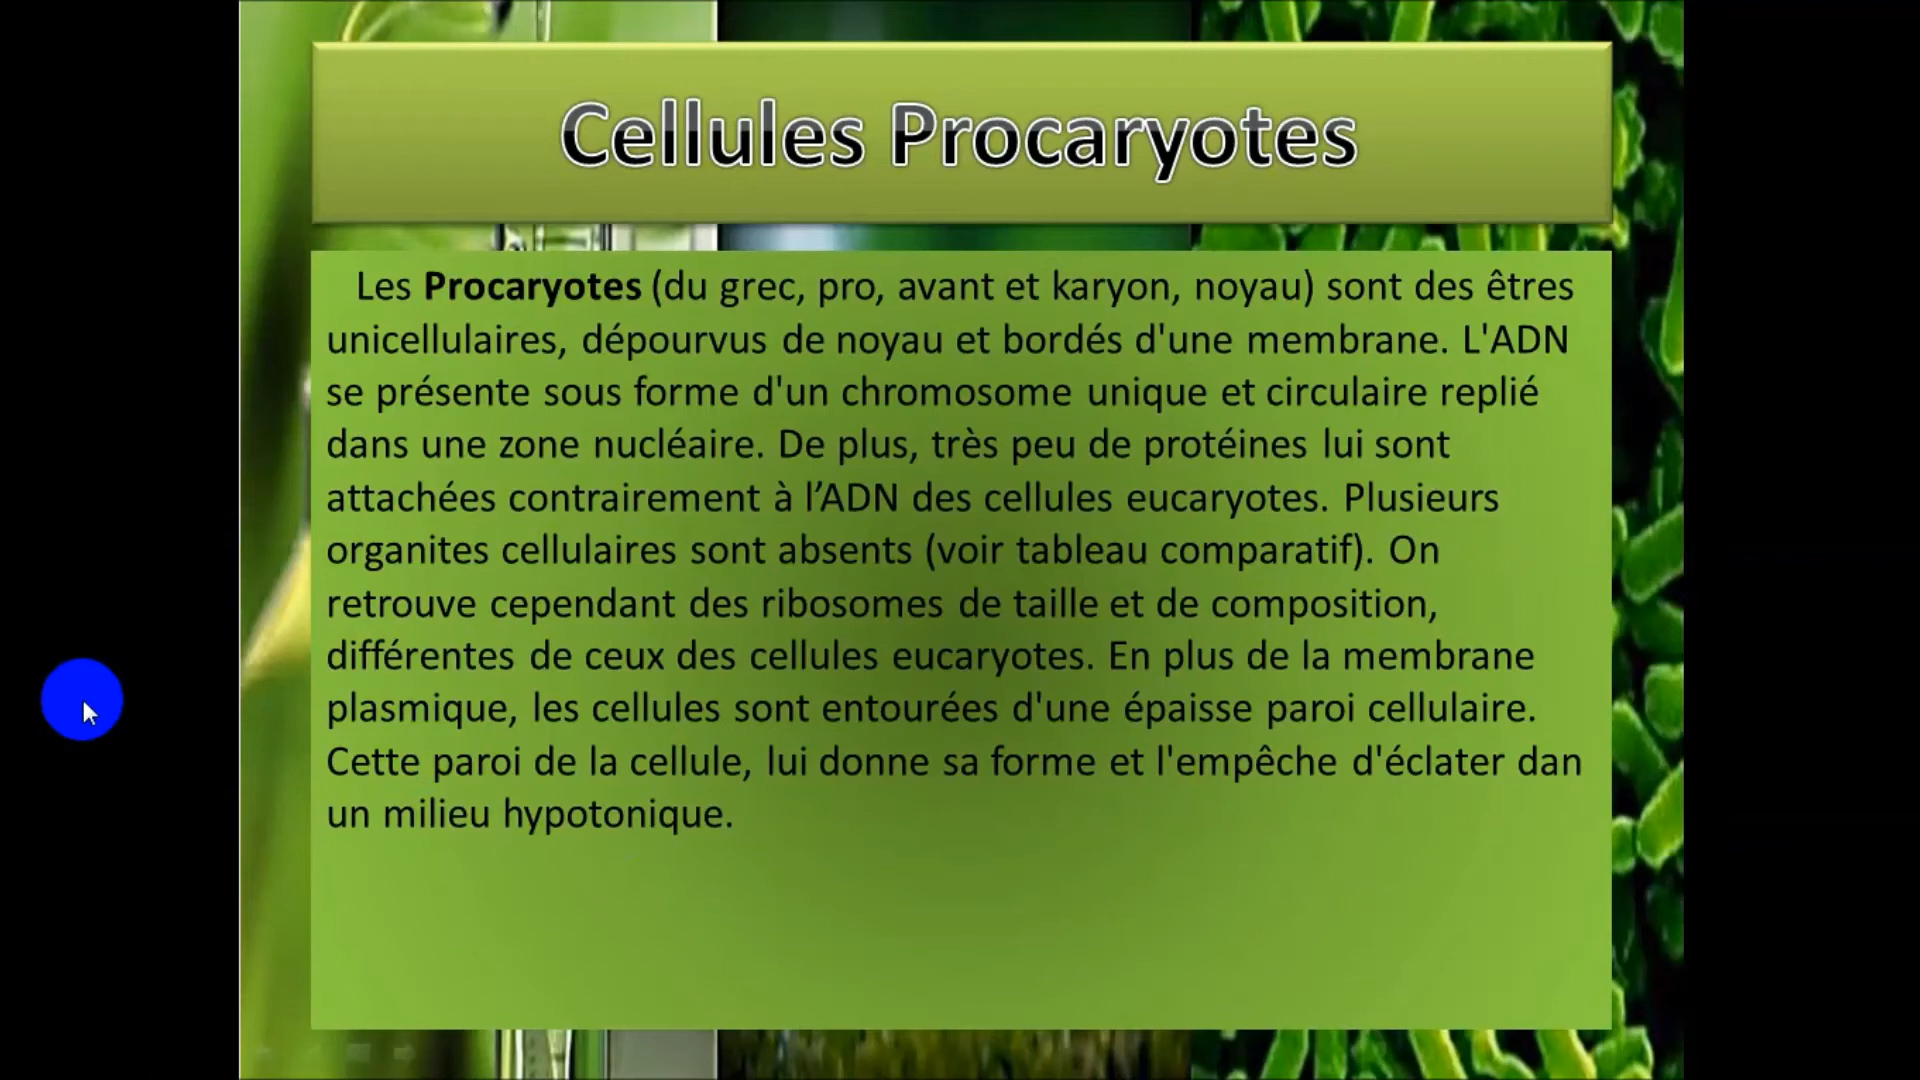 Cellules Procaryotes
Les Procaryotes (du grec, pro, avant et karyon, noyau) sont des êtres
unicellulaires, dépourvus de noyau et bordés d'une membrane. L'ADN
se présente sous forme d'un chromosome unique et circulaire replié
dans une zone nucléaire. De plus, très peu de protéines lui sont
attachées contrairement à l’ADN des cellules eucaryotes. Plusieurs
organites cellulaires sont absents (voir tableau comparatif). On
retrouve cependant des ribosomes de taille et de composition,
différentes de ceux des cellules eucaryotes. En plus de la membrane
plasmique, les cellules sont entourées d'une épaisse paroi cellulaire.
Cette paroi de la cellule, lui donne sa forme et l'empêche d'éclater dan
un milieu hypotonique.